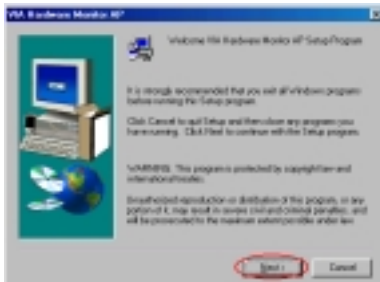 VIA Hardware Monitor AP
Welcome VIA Hardware Monitor AP Setup Program
It is strongly recommended that you exit all Windows programs
before running this Setup program.
Click Cancel to quit Setup and then close any programs you
have running. Click Next to continue with the Setup program.
WARNING: This program is protected by copyright law and
international treaties.
Unauthorized reproduction or distribution of this program, or any
portion of it, may result in severe civil and criminal penalties, and
will be prosecuted to the maximum extent possible under law.
Next >
Cancel